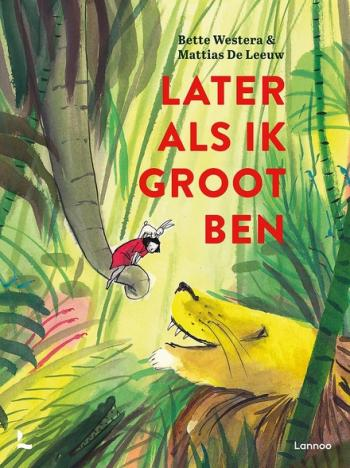 Bette Westera &
Mattias De Leeuw
LATER
ALS IK
GROOT
BEN
L
Lannoo